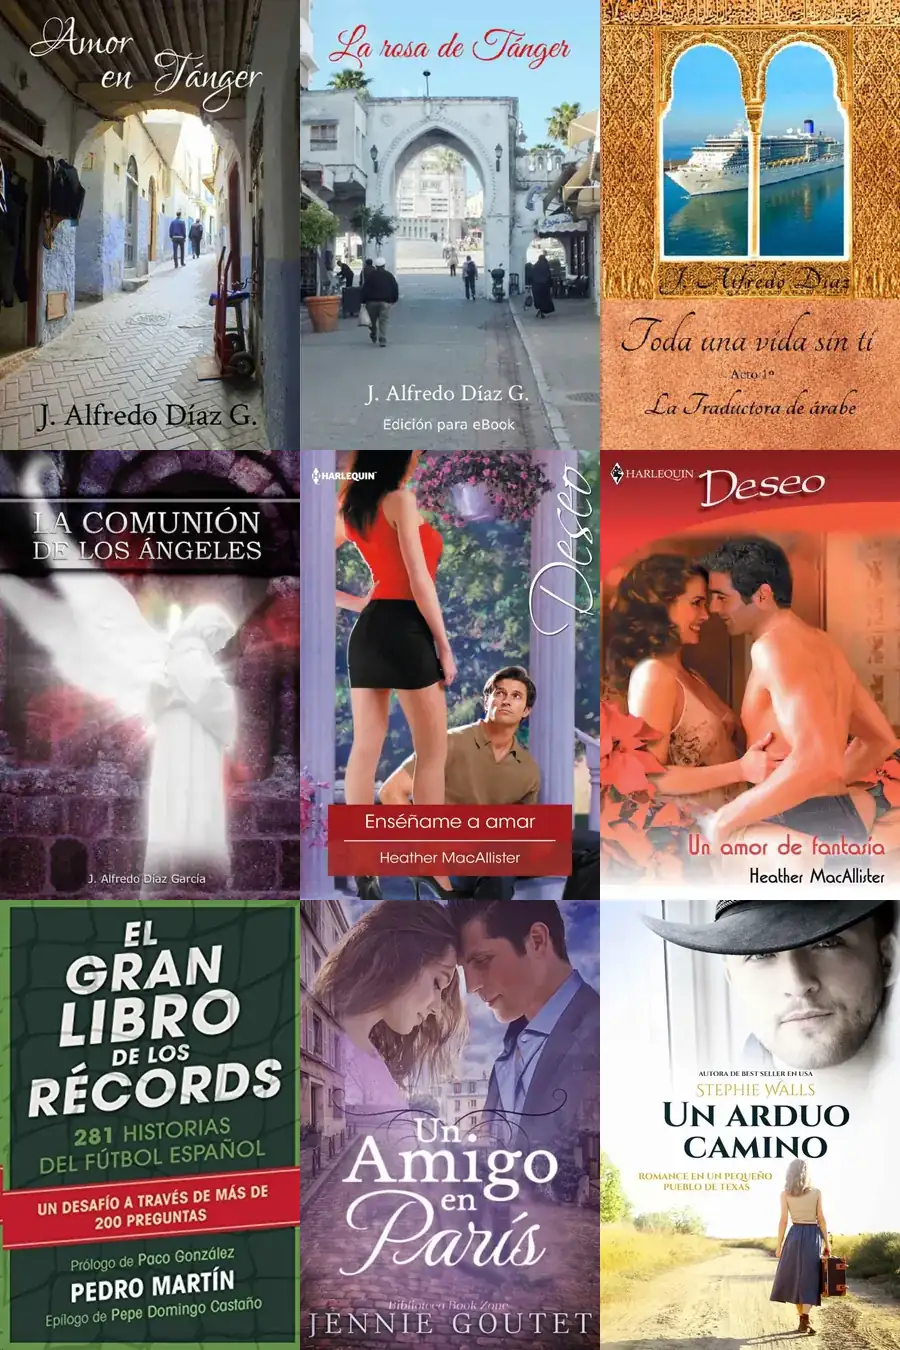 Amor
en Tánger
J. Alfredo Díaz G.
La rosa de Tánger
J. Alfredo Díaz G.
Edición para eBook
J. Alfredo Díaz
Toda una vida sin tí
Acto 1º
La Traductora de árabe
LA COMUNIÓN
DE LOS ÁNGELES
J. Alfredo Díaz García
HARLEQUIN™
Deseo
Enséñame a amar
Heather MacAllister
HARLEQUIN™
Deseo
Un amor de fantasía
Heather MacAllister
EL
GRAN
LIBRO
DE LOS
RÉCORDS
281 HISTORIAS
DEL FÚTBOL ESPAÑOL
UN DESAFÍO A TRAVÉS DE MÁS DE
200 PREGUNTAS
Prólogo de Paco González
PEDRO MARTÍN
Epílogo de Pepe Domingo Castaño
Un
Amigo
en
París
Biblioteca Book Zone
JENNIE GOUTET
AUTORA DE BEST SELLER EN USA
STEPHIE WALLS
UN ARDUO
CAMINO
ROMANCE EN UN PEQUEÑO
PUEBLO DE TEXAS